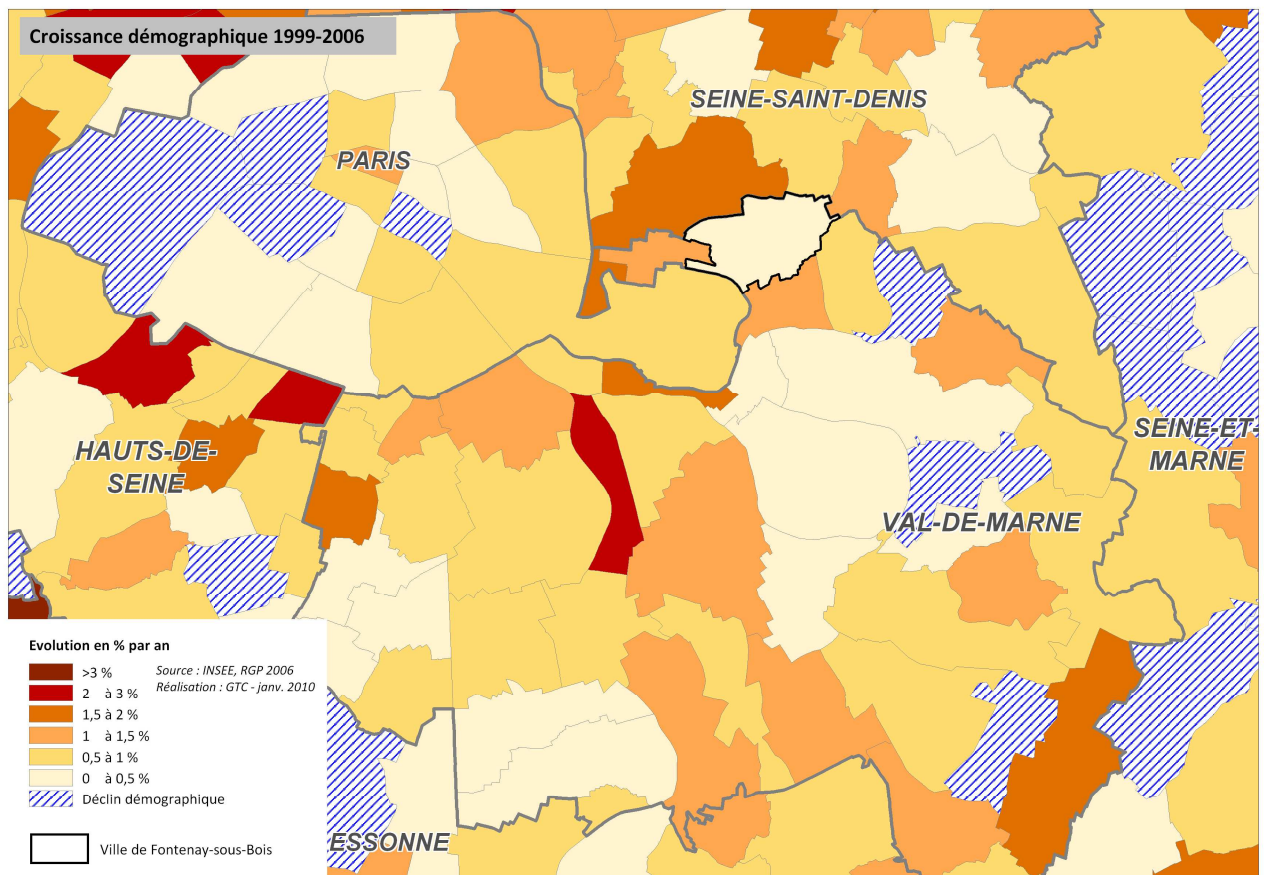 Croissance démographique 1999-2006
SEINE-SAINT-DENIS
PARIS
HAUTS-DE-
SEINE
SEINE-ET-
MARNE
VAL-DE-MARNE
ESSONNE
Evolution en % par an
>3 %
2 à 3 %
1,5 à 2 %
1 à 1,5 %
0,5 à 1 %
0 à 0,5 %
Déclin démographique
Source : INSEE, RGP 2006
Réalisation : GTC - janv. 2010
Ville de Fontenay-sous-Bois